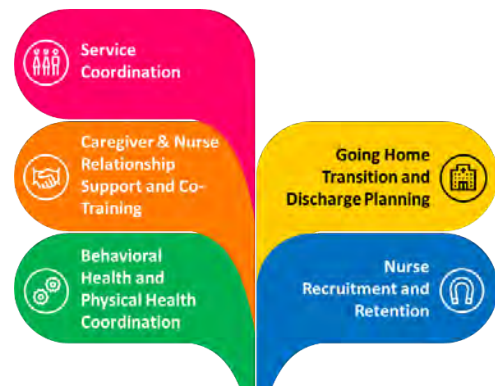 Service
Coordination
Caregiver & Nurse
Relationship
Support and Co-
Training
Going Home
Transition and
Discharge Planning
Behavioral
Health and
Physical Health
Coordination
Nurse
Recruitment and
Retention